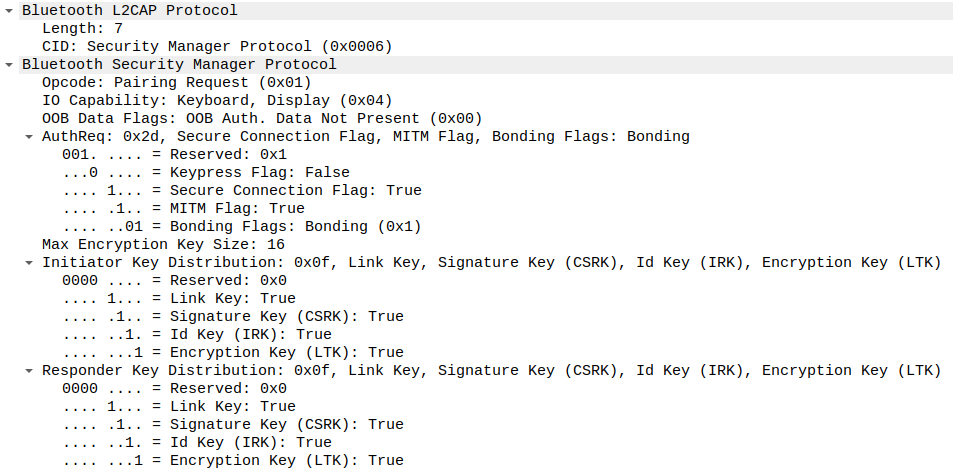 Bluetooth L2CAP Protocol
Length: 7
CID: Security Manager Protocol (0x0006)
Bluetooth Security Manager Protocol
Opcode: Pairing Request (0x01)
IO Capability: Keyboard, Display (0x04)
OOB Data Flags: OOB Auth. Data Not Present (0x00)
AuthReq: 0x2d, Secure Connection Flag, MITM Flag, Bonding Flags: Bonding
001. .... = Reserved: 0x1
...0 .... = Keypress Flag: False
.... 1... = Secure Connection Flag: True
.... .1.. = MITM Flag: True
.... ..01 = Bonding Flags: Bonding (0x1)
Max Encryption Key Size: 16
Initiator Key Distribution: 0x0f, Link Key, Signature Key (CSRK), Id Key (IRK), Encryption Key (LTK)
0000 .... = Reserved: 0x0
.... 1... = Link Key: True
.... .1.. = Signature Key (CSRK): True
.... ..1. = Id Key (IRK): True
.... ...1 = Encryption Key (LTK): True
Responder Key Distribution: 0x0f, Link Key, Signature Key (CSRK), Id Key (IRK), Encryption Key (LTK)
0000 .... = Reserved: 0x0
.... 1... = Link Key: True
.... .1.. = Signature Key (CSRK): True
.... ..1. = Id Key (IRK): True
.... ...1 = Encryption Key (LTK): True